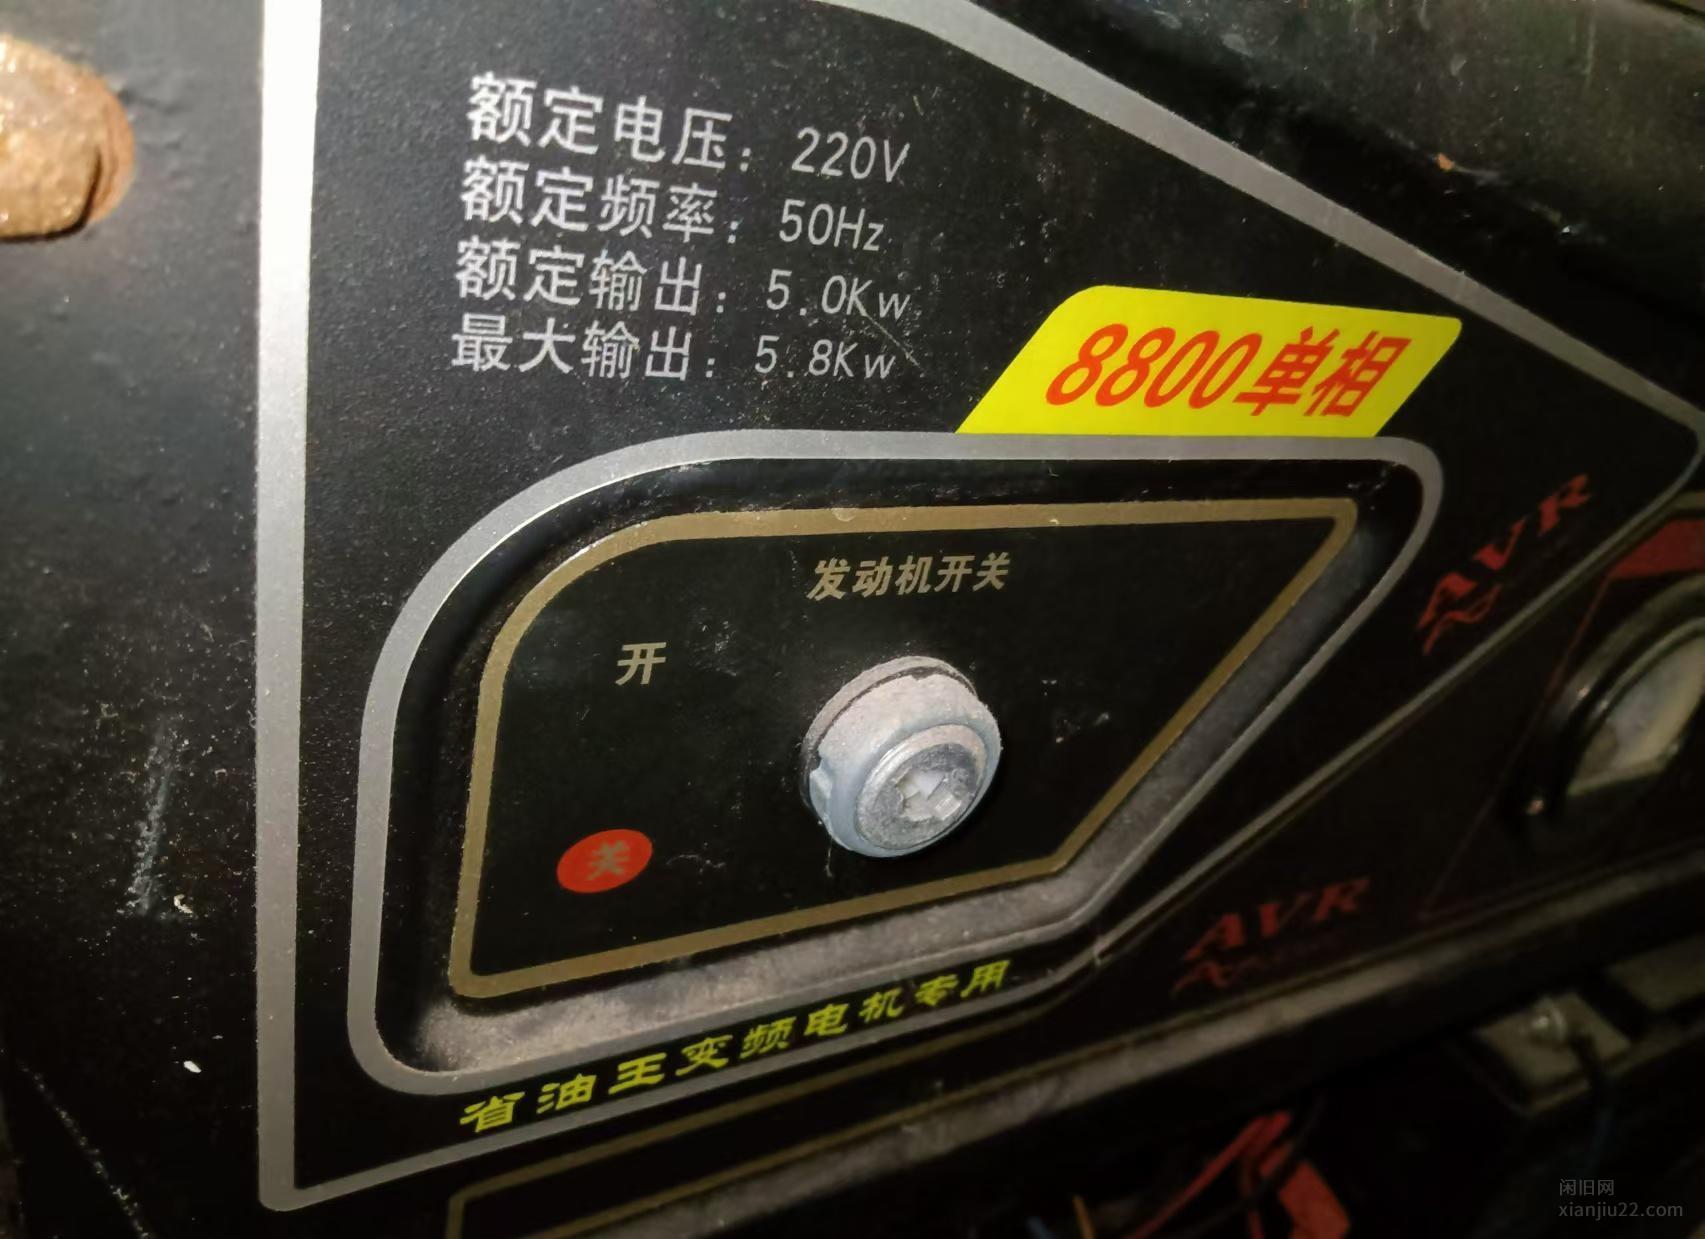 额定电压：220V
额定频率：50Hz
额定输出：5.0Kw
最大输出：5.8Kw
8800单相
发动机开关
开
关
AVR
AVR
省油王变频电机专用
闲旧网
xianjiu22.com